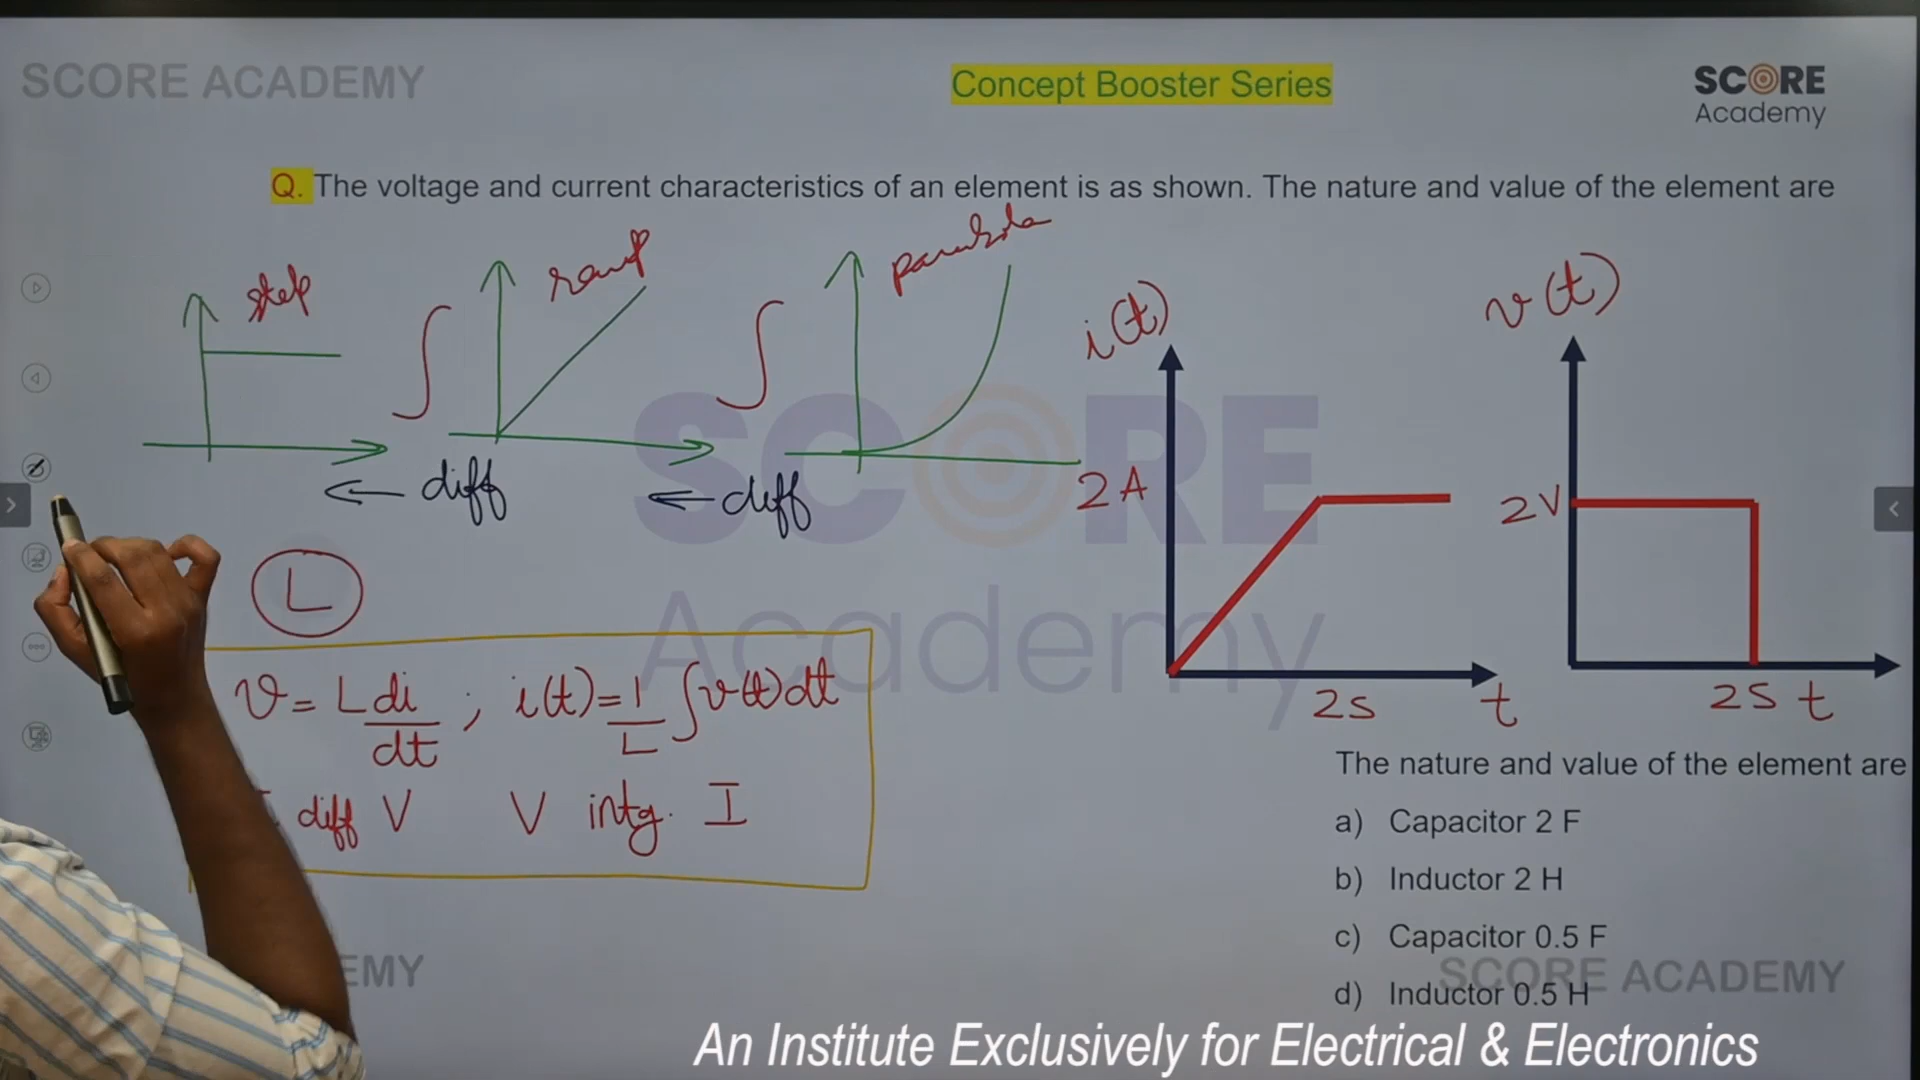 SCORE ACADEMY
Concept Booster Series
SCORE
Academy
Q. The voltage and current characteristics of an element is as shown. The nature and value of the element are
step
∫
ramp
∫
parabola
i(t)
v(t)
← diff
← diff
2A
2V
SCORE
Academy
L
v = L di/dt ; i(t) = 1/L ∫v(t)dt
diff V V intg. I
2s t
2s t
The nature and value of the element are
a) Capacitor 2 F
b) Inductor 2 H
c) Capacitor 0.5 F
d) Inductor 0.5 H
EMY
SCORE ACADEMY
An Institute Exclusively for Electrical & Electronics